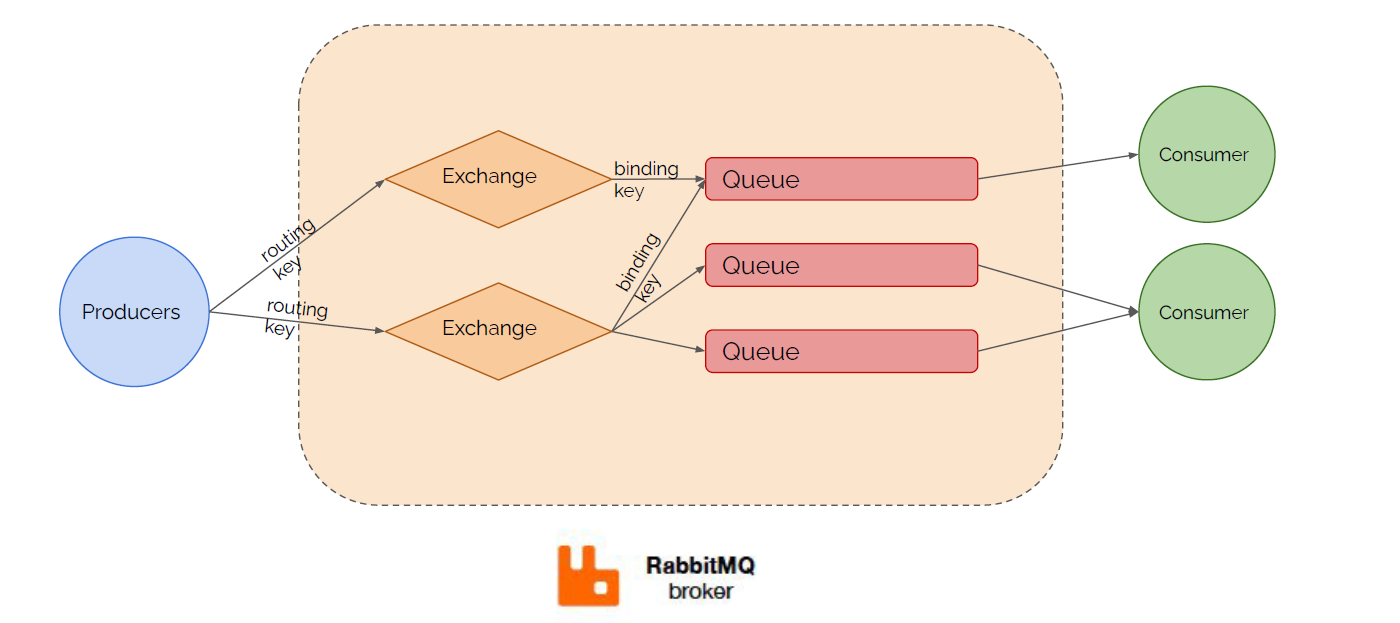 Exchange
binding
key
Queue
Consumer
routing
key
Producers
routing
key
Exchange
binding
key
Queue
Queue
Consumer
RabbitMQ
broker